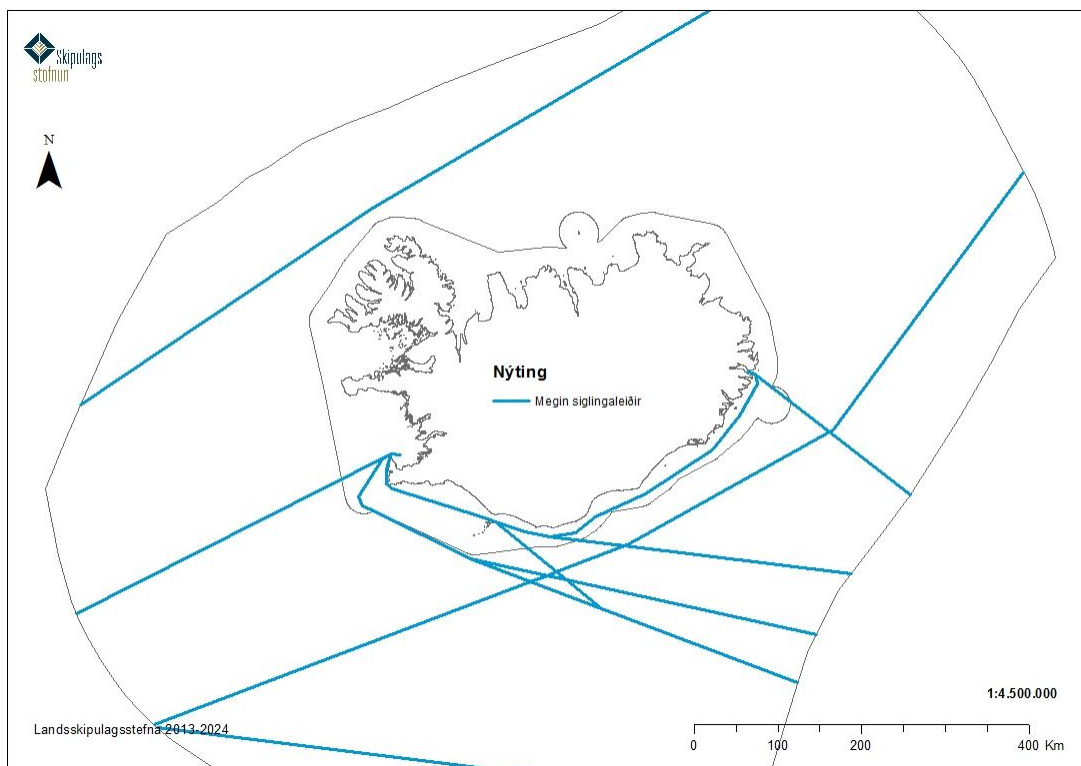 Skipulags
stofnun
N
Nýting
Megin siglingaleiðir
1:4.500.000
Landsskipulagsstefna 2013-2024
0 100 200 400 Km